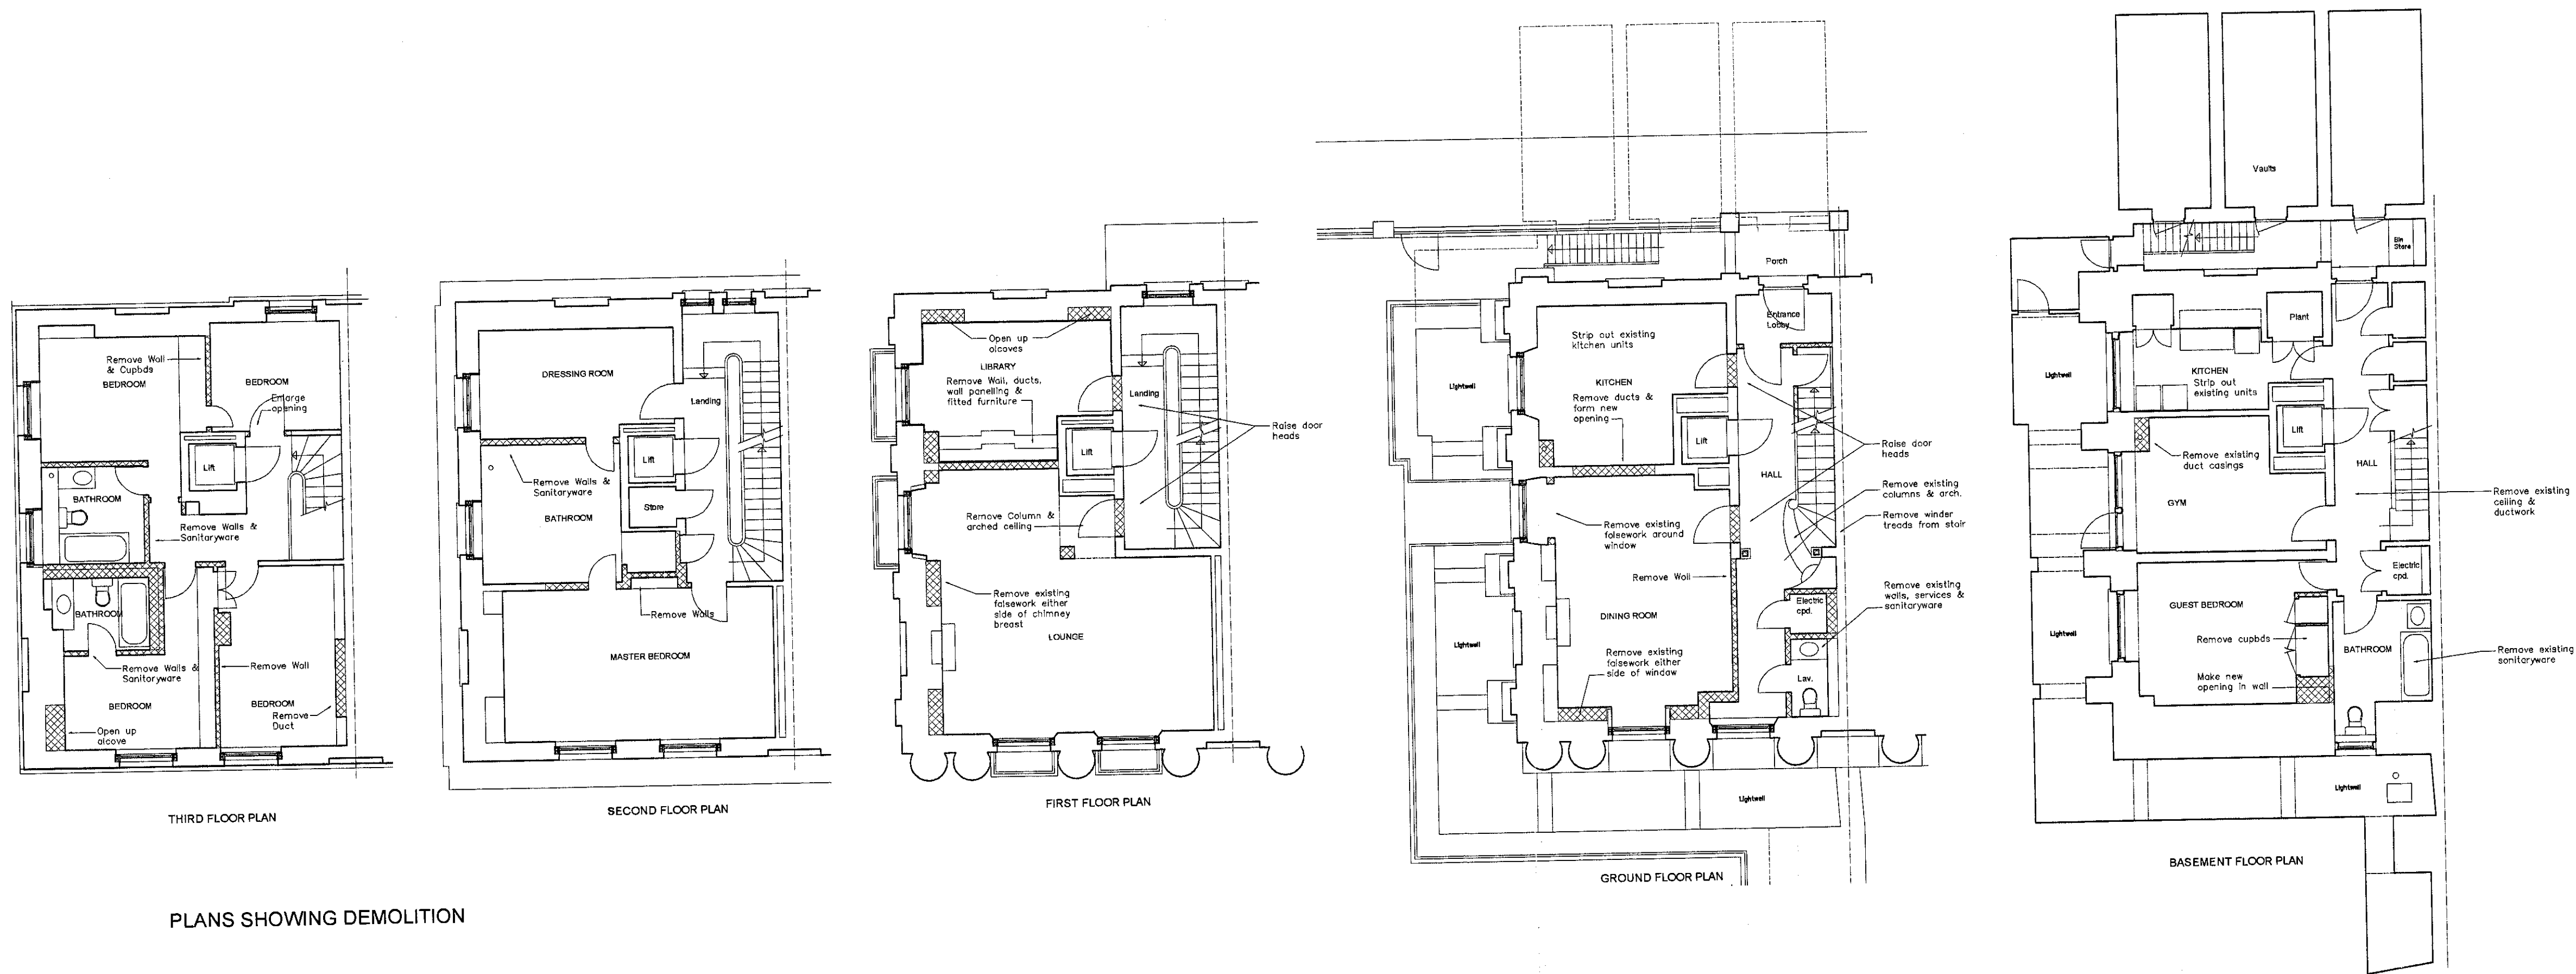 Remove Wall
& Cupbds
BEDROOM
BEDROOM
Enlarge
opening
Lift
BATHROOM
Remove Walls &
Sanitaryware
BATHROOM
Remove Walls &
Sanitaryware
Remove Wall
BEDROOM
BEDROOM
Remove
Duct
Open up
alcove
THIRD FLOOR PLAN
DRESSING ROOM
Landing
Lift
Remove Walls &
Sanitaryware
Store
BATHROOM
Remove Walls
MASTER BEDROOM
SECOND FLOOR PLAN
Open up
alcoves
LIBRARY
Remove Wall, ducts,
wall panelling &
fitted furniture
Landing
Raise door
heads
Lift
Remove Column &
arched ceiling
Remove existing
falsework either
side of chimney
breast
LOUNGE
FIRST FLOOR PLAN
Porch
Entrance
Lobby
Strip out existing
kitchen units
Lightwell
KITCHEN
Remove ducts &
form new
opening
Lift
Raise door
heads
HALL
Remove existing
columns & arch.
Remove winder
treads from stair
Remove existing
falsework around
window
Remove Wall
Remove existing
walls, services &
sanitaryware
Electric
cpd.
DINING ROOM
Lightwell
Remove existing
falsework either
side of window
Lav.
Lightwell
GROUND FLOOR PLAN
Vaults
Bin
Store
Plant
Lightwell
KITCHEN
Strip out
existing units
Lift
Remove existing
duct casings
HALL
GYM
Remove existing
ceiling &
ductwork
Electric
cpd.
GUEST BEDROOM
Lightwell
Remove cupbds
BATHROOM
Remove existing
sanitaryware
Make new
opening in wall
Lightwell
BASEMENT FLOOR PLAN
PLANS SHOWING DEMOLITION